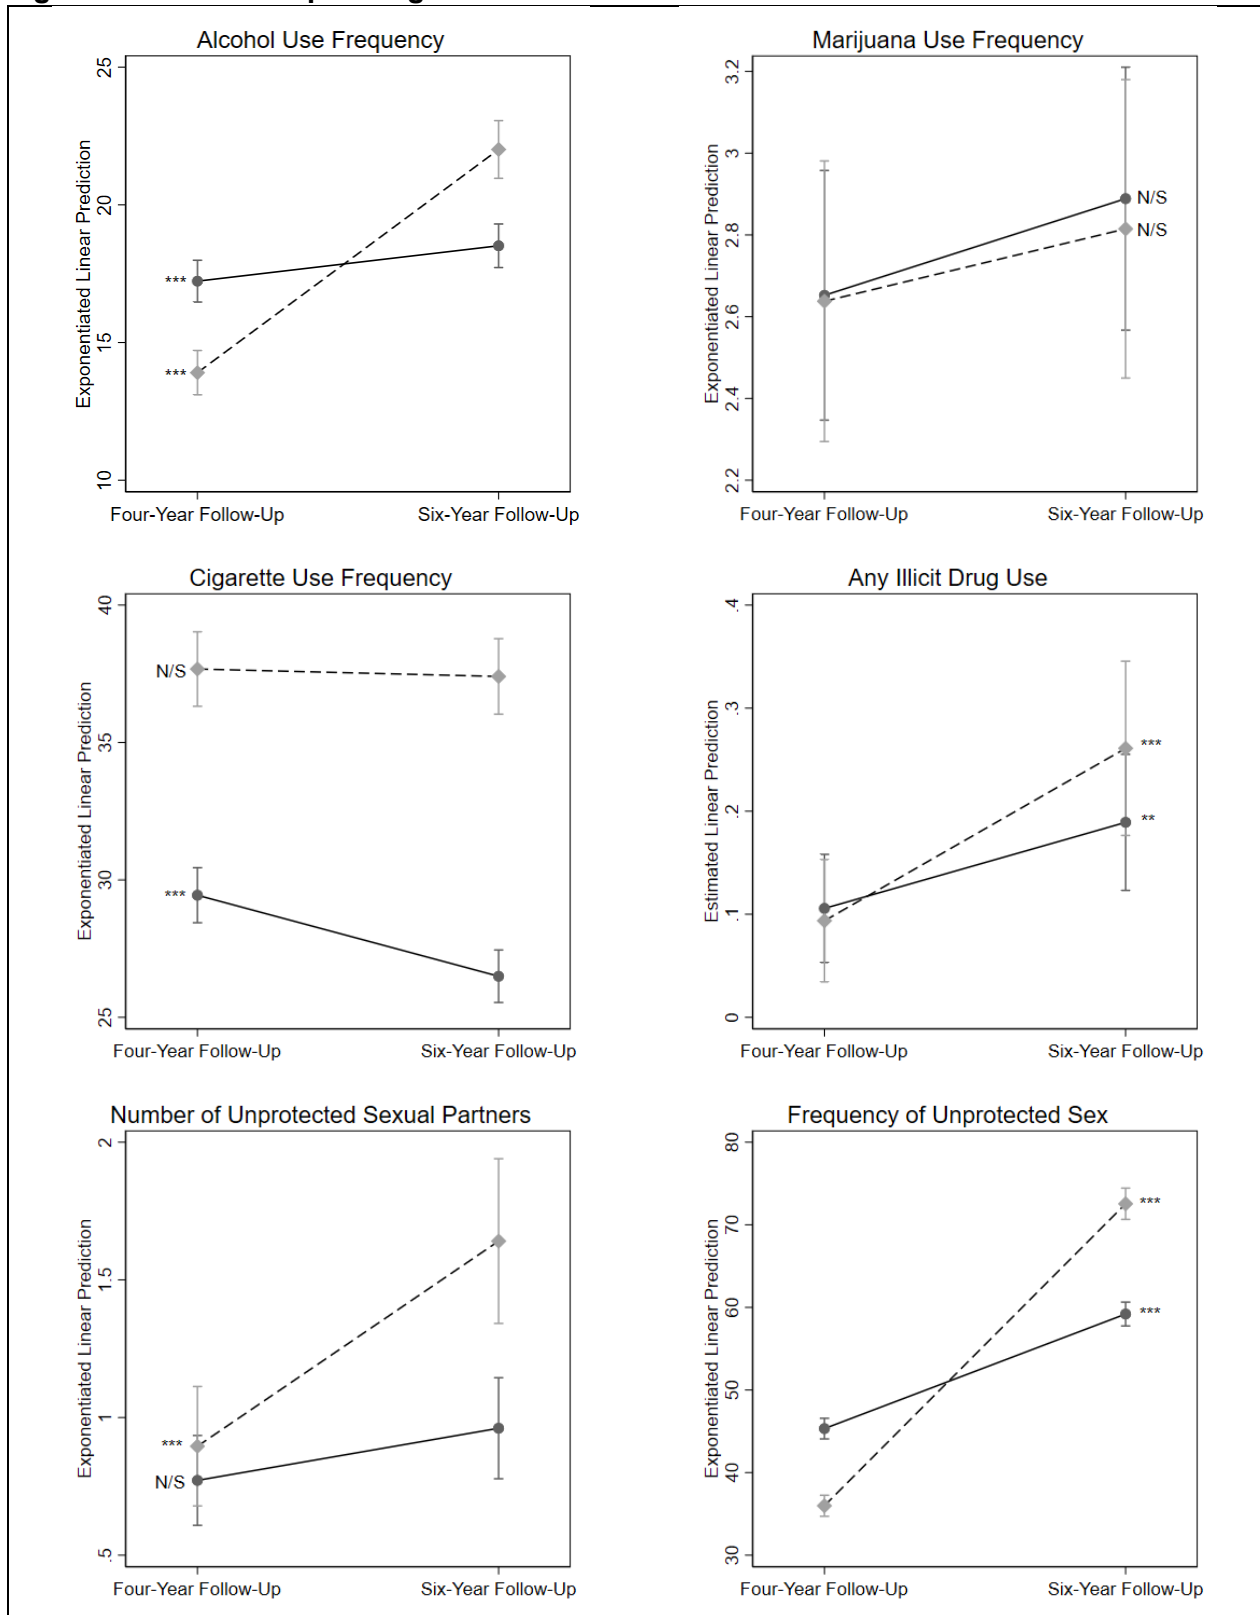 Alcohol Use Frequency
Exponentiated Linear Prediction
25
20
15
10
***
***
Four-Year Follow-Up Six-Year Follow-Up
Marijuana Use Frequency
Exponentiated Linear Prediction
3.2
3
2.8
2.6
2.4
2.2
N/S
N/S
Four-Year Follow-Up Six-Year Follow-Up
Cigarette Use Frequency
Exponentiated Linear Prediction
40
35
30
25
N/S
***
Four-Year Follow-Up Six-Year Follow-Up
Any Illicit Drug Use
Estimated Linear Prediction
.4
.3
.2
.1
0
***
**
Four-Year Follow-Up Six-Year Follow-Up
Number of Unprotected Sexual Partners
Exponentiated Linear Prediction
2
1.5
1
.5
***
N/S
Four-Year Follow-Up Six-Year Follow-Up
Frequency of Unprotected Sex
Exponentiated Linear Prediction
80
70
60
50
40
30
***
***
Four-Year Follow-Up Six-Year Follow-Up